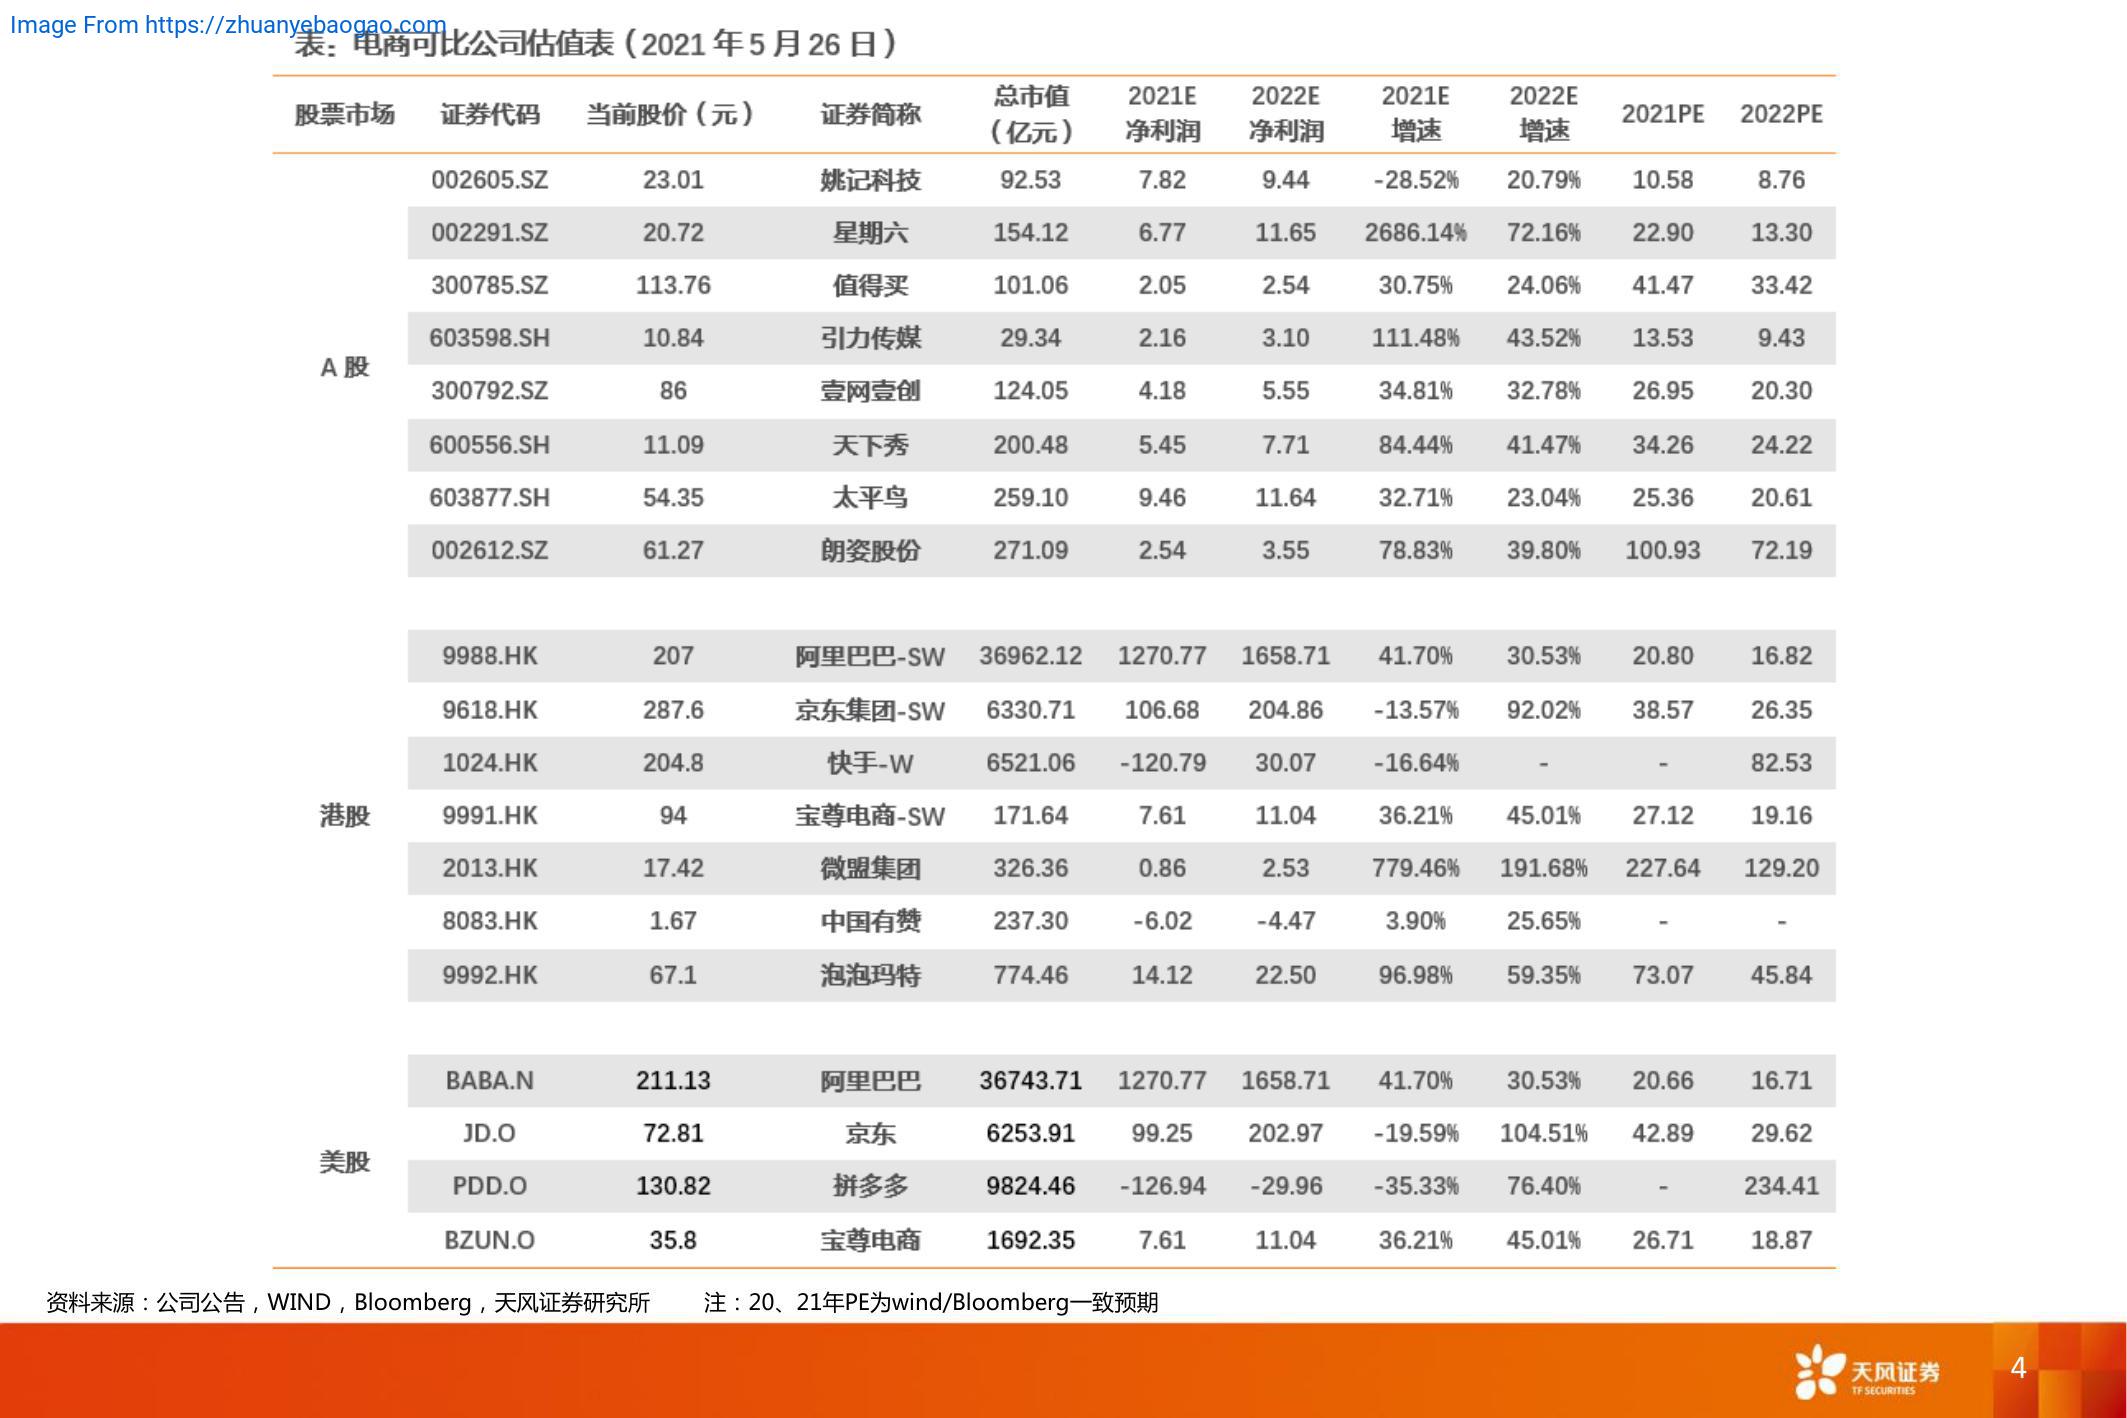 Image From https://zhuanyebaogao.com
表：电商可比公司估值表（2021 年 5 月 26 日）
股票市场 证券代码 当前股价（元） 证券简称 总市值（亿元） 2021E净利润 2022E净利润 2021E增速 2022E增速 2021PE 2022PE
002605.SZ 23.01 姚记科技 92.53 7.82 9.44 -28.52% 20.79% 10.58 8.76
002291.SZ 20.72 星期六 154.12 6.77 11.65 2686.14% 72.16% 22.90 13.30
300785.SZ 113.76 值得买 101.06 2.05 2.54 30.75% 24.06% 41.47 33.42
603598.SH 10.84 引力传媒 29.34 2.16 3.10 111.48% 43.52% 13.53 9.43
A 股
300792.SZ 86 壹网壹创 124.05 4.18 5.55 34.81% 32.78% 26.95 20.30
600556.SH 11.09 天下秀 200.48 5.45 7.71 84.44% 41.47% 34.26 24.22
603877.SH 54.35 太平鸟 259.10 9.46 11.64 32.71% 23.04% 25.36 20.61
002612.SZ 61.27 朗姿股份 271.09 2.54 3.55 78.83% 39.80% 100.93 72.19
9988.HK 207 阿里巴巴-SW 36962.12 1270.77 1658.71 41.70% 30.53% 20.80 16.82
9618.HK 287.6 京东集团-SW 6330.71 106.68 204.86 -13.57% 92.02% 38.57 26.35
1024.HK 204.8 快手-W 6521.06 -120.79 30.07 -16.64% - - 82.53
港股 9991.HK 94 宝尊电商-SW 171.64 7.61 11.04 36.21% 45.01% 27.12 19.16
2013.HK 17.42 微盟集团 326.36 0.86 2.53 779.46% 191.68% 227.64 129.20
8083.HK 1.67 中国有赞 237.30 -6.02 -4.47 3.90% 25.65% - -
9992.HK 67.1 泡泡玛特 774.46 14.12 22.50 96.98% 59.35% 73.07 45.84
BABA.N 211.13 阿里巴巴 36743.71 1270.77 1658.71 41.70% 30.53% 20.66 16.71
JD.O 72.81 京东 6253.91 99.25 202.97 -19.59% 104.51% 42.89 29.62
美股
PDD.O 130.82 拼多多 9824.46 -126.94 -29.96 -35.33% 76.40% - 234.41
BZUN.O 35.8 宝尊电商 1692.35 7.61 11.04 36.21% 45.01% 26.71 18.87
资料来源：公司公告，WIND，Bloomberg，天风证券研究所 注：20、21年PE为wind/Bloomberg一致预期
天风证券
TF SECURITIES
4